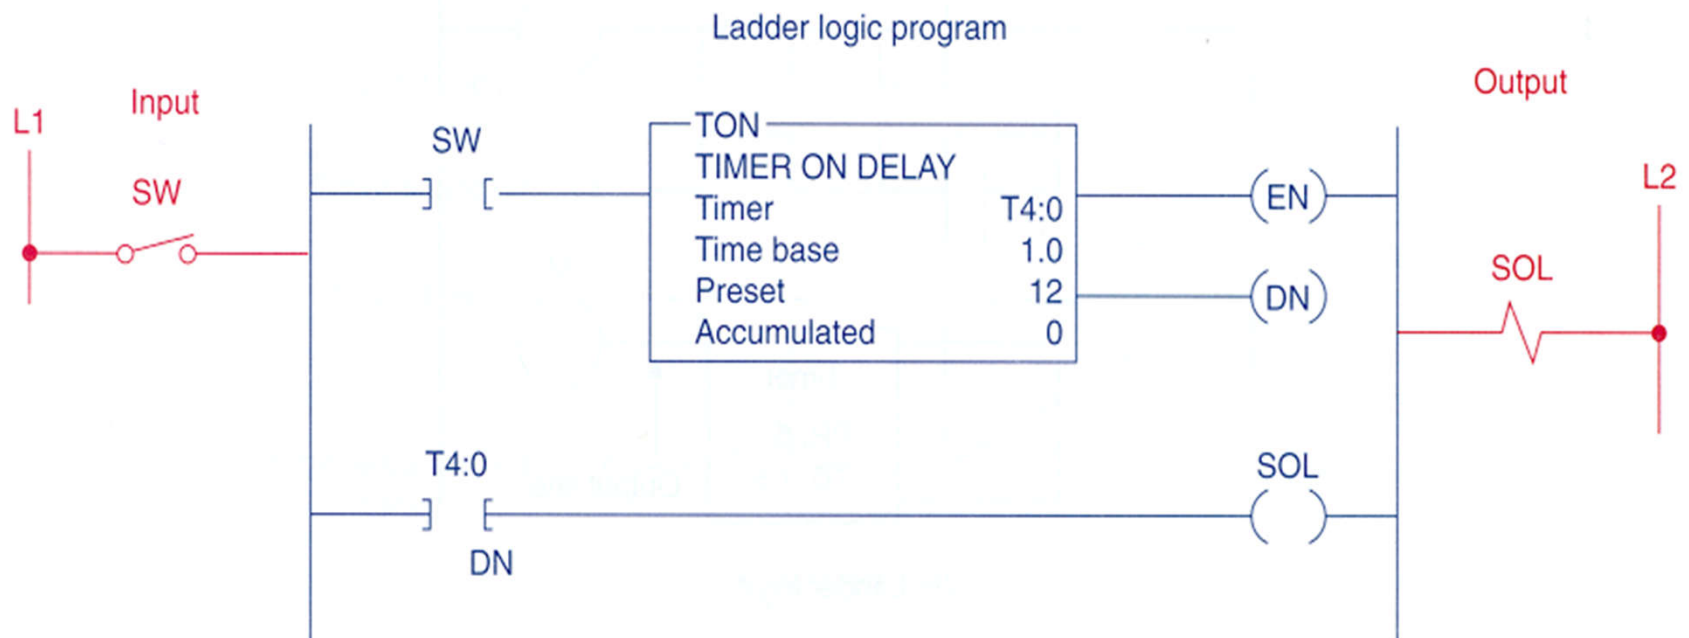 Ladder logic program
Input
Output
L1
SW
SW
TON
TIMER ON DELAY
Timer T4:0
Time base 1.0
Preset 12
Accumulated 0
EN
DN
L2
SOL
T4:0
DN
SOL